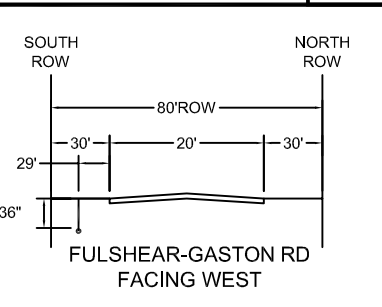 SOUTH
ROW
NORTH
ROW
80'ROW
30'
20'
30'
29'
36"
FULSHEAR-GASTON RD
FACING WEST